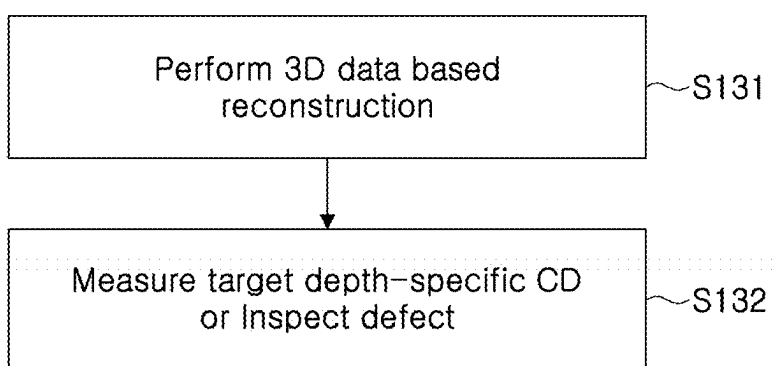 Perform 3D data based
reconstruction
S131
Measure target depth-specific CD
or Inspect defect
S132